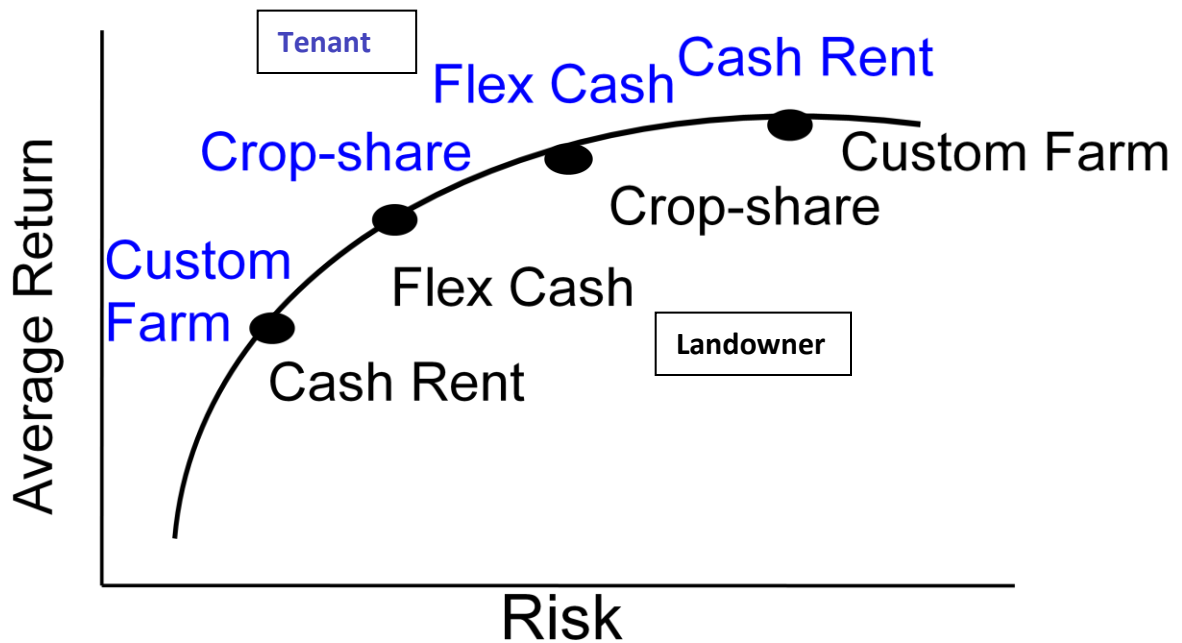 Tenant
Cash Rent
Flex Cash
Crop-share
Custom Farm
Crop-share
Custom
Farm
Flex Cash
Landowner
Cash Rent
Average Return
Risk